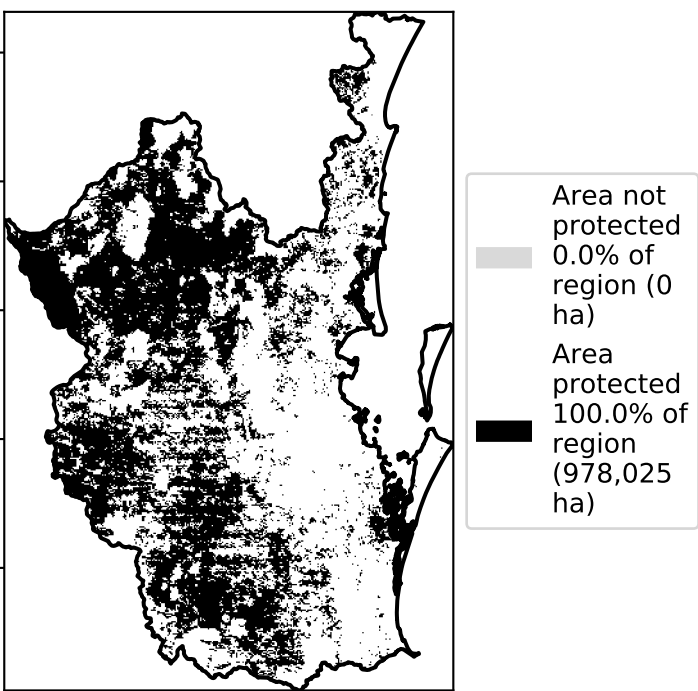 Area not
protected
0.0% of
region (0
ha)
Area
protected
100.0% of
region
(978,025
ha)